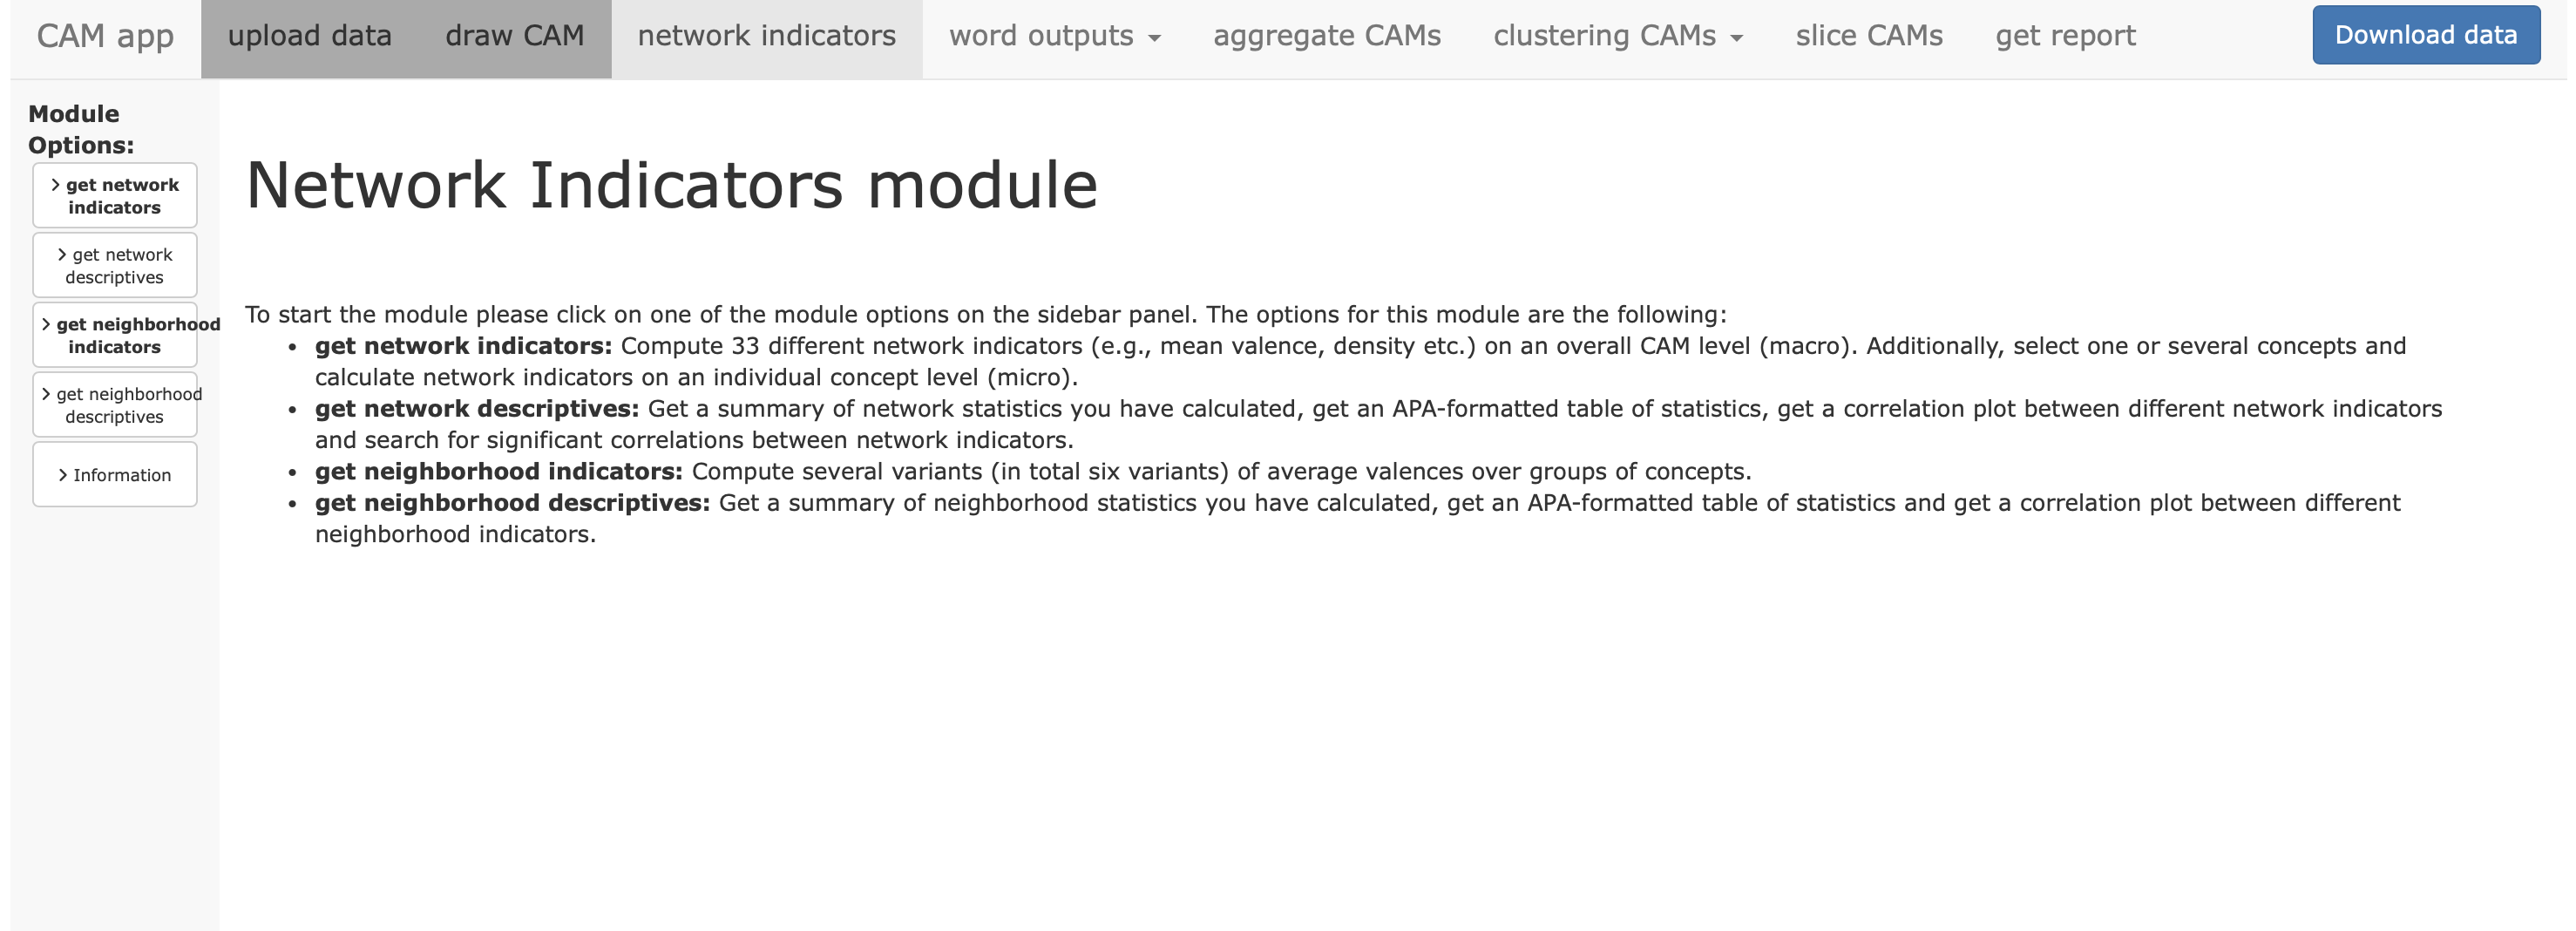 CAM app upload data draw CAM network indicators word outputs aggregate CAMs clustering CAMs slice CAMs get report Download data
Module
Options:
get network
indicators
get network
descriptives
get neighborhood
indicators
get neighborhood
descriptives
Information
Network Indicators module
To start the module please click on one of the module options on the sidebar panel. The options for this module are the following:
• get network indicators: Compute 33 different network indicators (e.g., mean valence, density etc.) on an overall CAM level (macro). Additionally, select one or several concepts and
calculate network indicators on an individual concept level (micro).
• get network descriptives: Get a summary of network statistics you have calculated, get an APA-formatted table of statistics, get a correlation plot between different network indicators
and search for significant correlations between network indicators.
• get neighborhood indicators: Compute several variants (in total six variants) of average valences over groups of concepts.
• get neighborhood descriptives: Get a summary of neighborhood statistics you have calculated, get an APA-formatted table of statistics and get a correlation plot between different
neighborhood indicators.